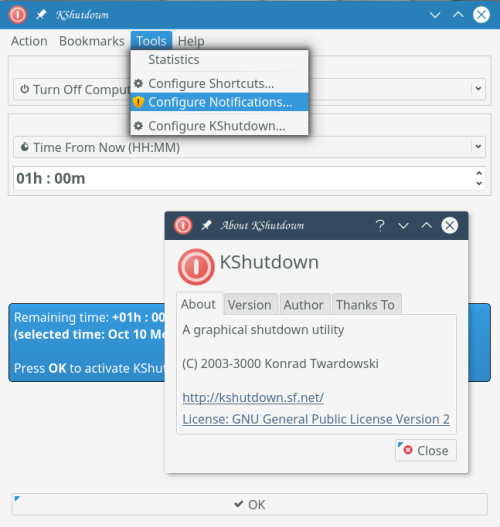 KShutdown
Action Bookmarks Tools Help
Statistics
Turn Off Comput
Configure Shortcuts...
Configure Notifications...
Configure KShutdown...
Time From Now (HH:MM)
01h : 00m
About KShutdown
KShutdown
About Version Author Thanks To
A graphical shutdown utility
(C) 2003-3000 Konrad Twardowski
http://kshutdown.sf.net/
License: GNU General Public License Version 2
Close
Remaining time: +01h : 00
(selected time: Oct 10 Mo
Press OK to activate KShut
OK